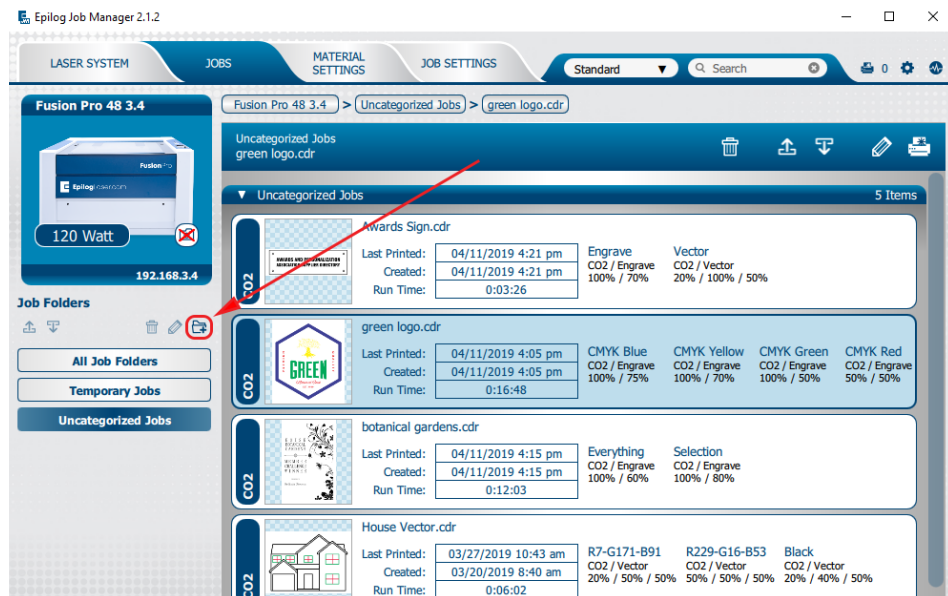 Epilog Job Manager 2.1.2
LASER SYSTEM
JOBS
MATERIAL
SETTINGS
JOB SETTINGS
Standard
Search
0
Fusion Pro 48 3.4
FusionPro
EpilogLaser.com
120 Watt
192.168.3.4
Job Folders
All Job Folders
Temporary Jobs
Uncategorized Jobs
Fusion Pro 48 3.4 > Uncategorized Jobs > green logo.cdr
Uncategorized Jobs
green logo.cdr
Uncategorized Jobs
5 Items
CO2
AWARDS AND PERSONALIZATION
ASSOCIATION SUPPLIER DIRECTORY
Awards Sign.cdr
Last Printed: 04/11/2019 4:21 pm
Created: 04/11/2019 4:21 pm
Run Time: 0:03:26
Engrave
CO2 / Engrave
100% / 70%
Vector
CO2 / Vector
20% / 100% / 50%
CO2
GREEN
green logo.cdr
Last Printed: 04/11/2019 4:05 pm
Created: 04/11/2019 4:05 pm
Run Time: 0:16:48
CMYK Blue
CO2 / Engrave
100% / 75%
CMYK Yellow
CO2 / Engrave
100% / 70%
CMYK Green
CO2 / Engrave
100% / 50%
CMYK Red
CO2 / Engrave
50% / 50%
CO2
botanical gardens.cdr
Last Printed: 04/11/2019 4:15 pm
Created: 04/11/2019 4:15 pm
Run Time: 0:12:03
Everything
CO2 / Engrave
100% / 60%
Selection
CO2 / Engrave
100% / 80%
CO2
House Vector.cdr
Last Printed: 03/27/2019 10:43 am
Created: 03/20/2019 8:40 am
Run Time: 0:06:02
R7-G171-B91
CO2 / Vector
20% / 50% / 50%
R229-G16-B53
CO2 / Vector
50% / 50% / 50%
Black
CO2 / Vector
20% / 40% / 50%